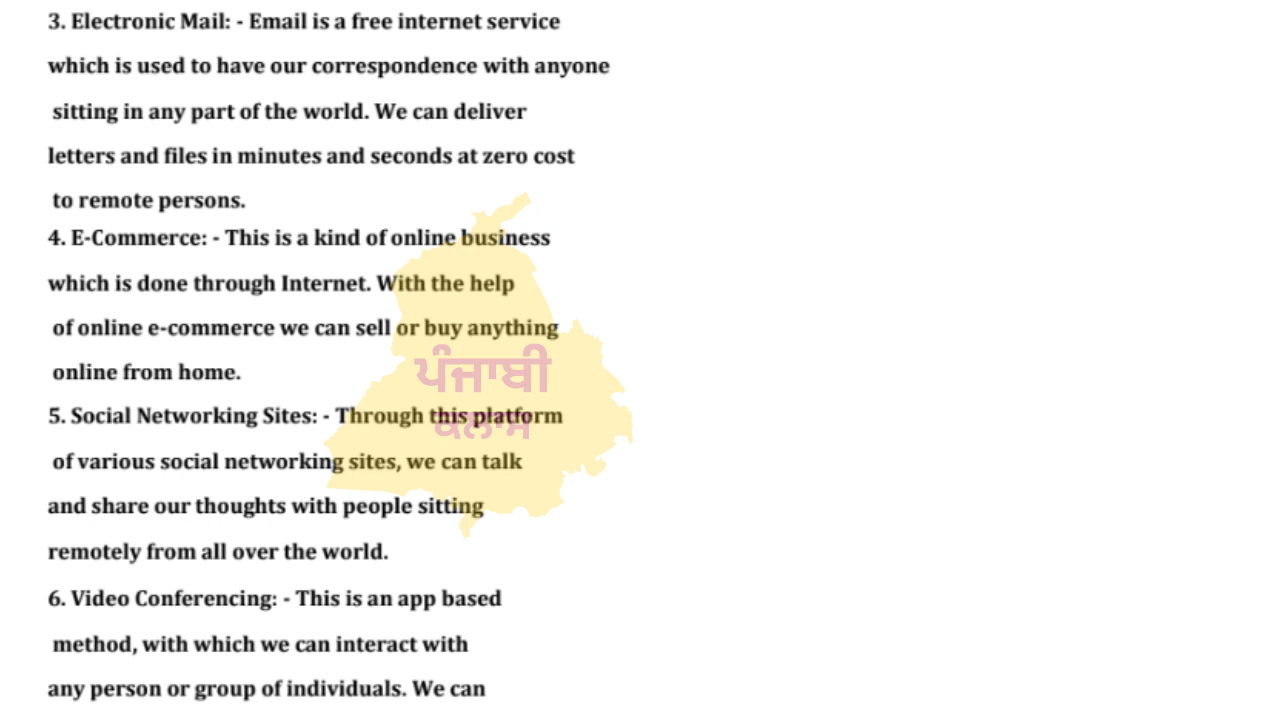 3. Electronic Mail: - Email is a free internet service
which is used to have our correspondence with anyone
sitting in any part of the world. We can deliver
letters and files in minutes and seconds at zero cost
to remote persons.
4. E-Commerce: - This is a kind of online business
which is done through Internet. With the help
of online e-commerce we can sell or buy anything
online from home.
ਪੰਜਾਬੀ
5. Social Networking Sites: - Through this platform
ਕਲਾਸ
of various social networking sites, we can talk
and share our thoughts with people sitting
remotely from all over the world.
6. Video Conferencing: - This is an app based
method, with which we can interact with
any person or group of individuals. We can